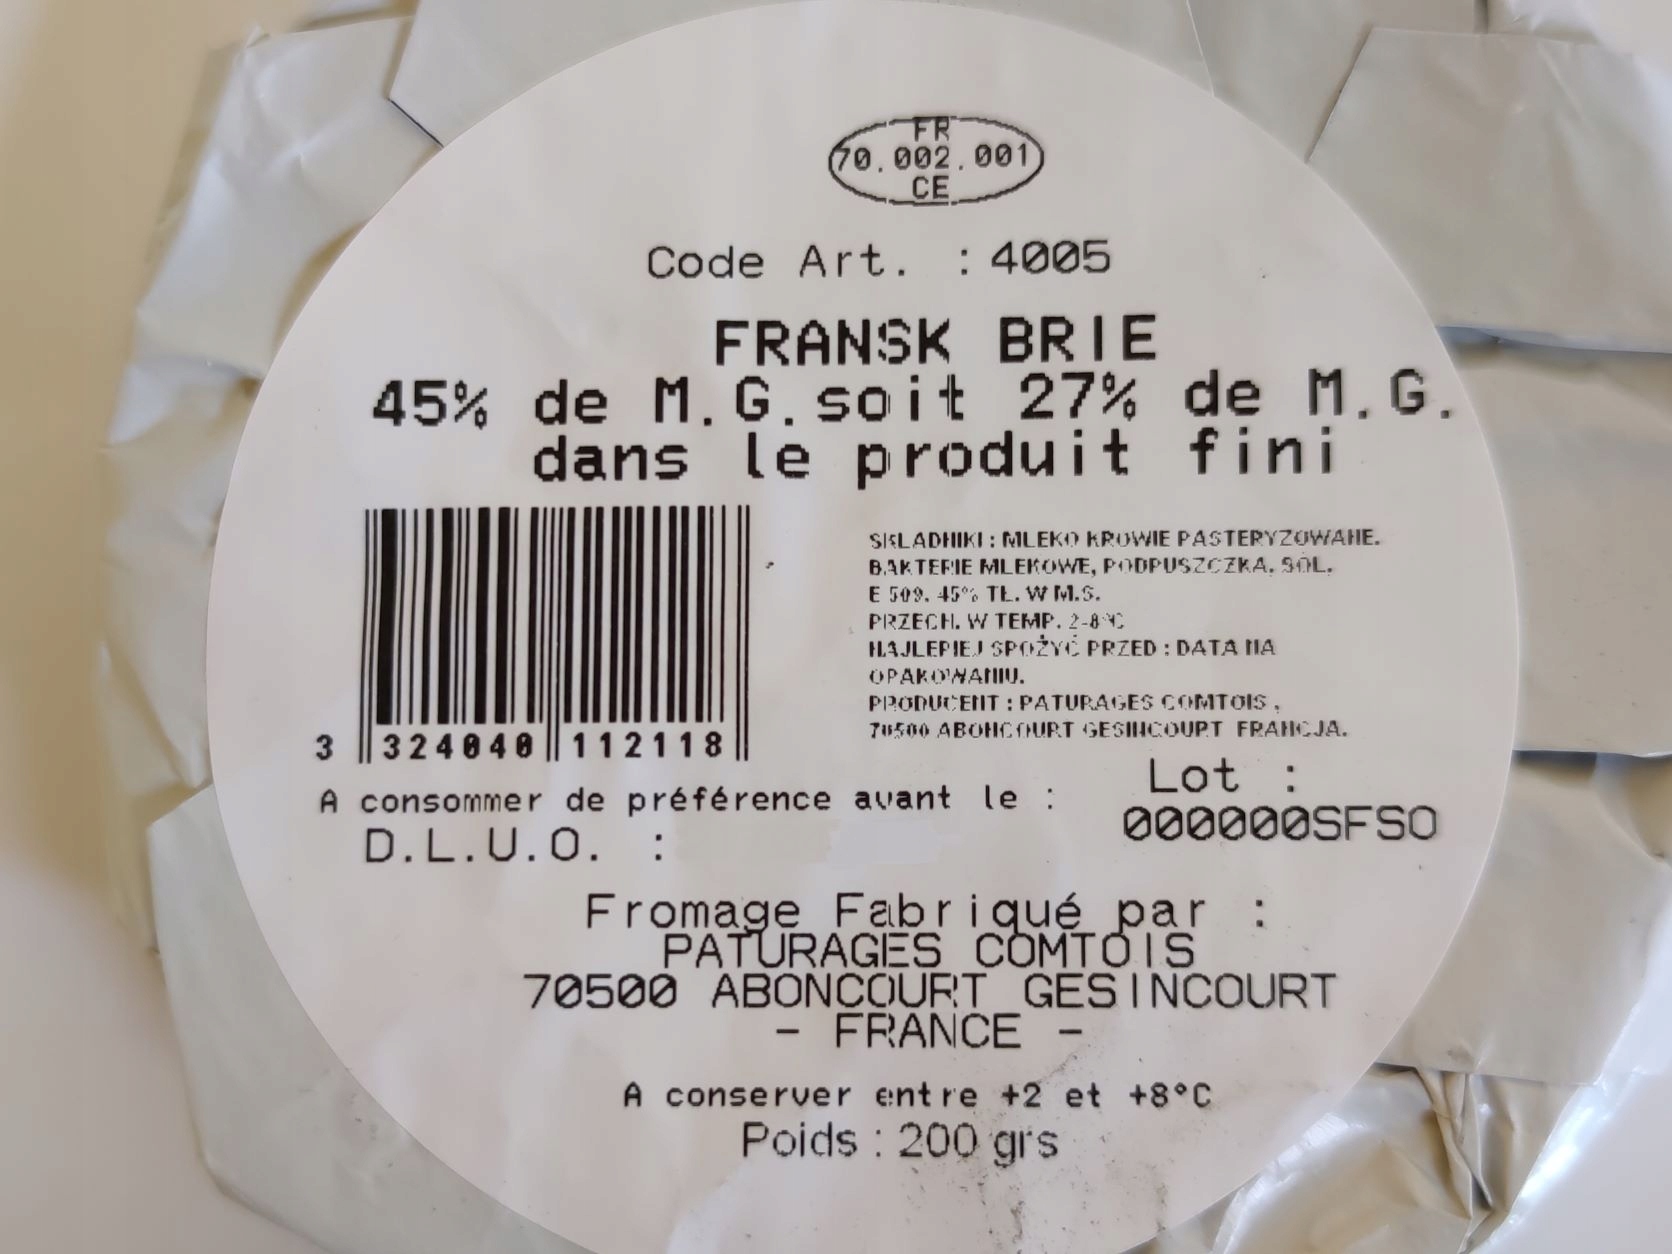 FR
70.002.001
CE
Code Art. : 4005
FRANSK BRIE
45% de M.G.soit 27% de M.G.
dans le produit fini
SKLADNIKI : MLEKO KROWIE PASTERYZOWANE.
BAKTERIE MLEKOWE, PODPUSZCZKA, SÓL.
E 509. 45% TŁ. W M.S.
PRZECH. W TEMP. 2-8°C
NAJLEPIEJ SPOŻYĆ PRZED : DATA NA
OPAKOWANIU.
PRODUCENT : PATURAGES COMTOIS ,
70500 ABONCOURT GESINCOURT FRANCJA.
3 324040 112118
A consommer de préférence avant le :
D.L.U.O. :
Lot :
000000SFSO
Fromage Fabriqué par :
PATURAGES COMTOIS
70500 ABONCOURT GESINCOURT
- FRANCE -
A conserver entre +2 et +8°C
Poids : 200 grs